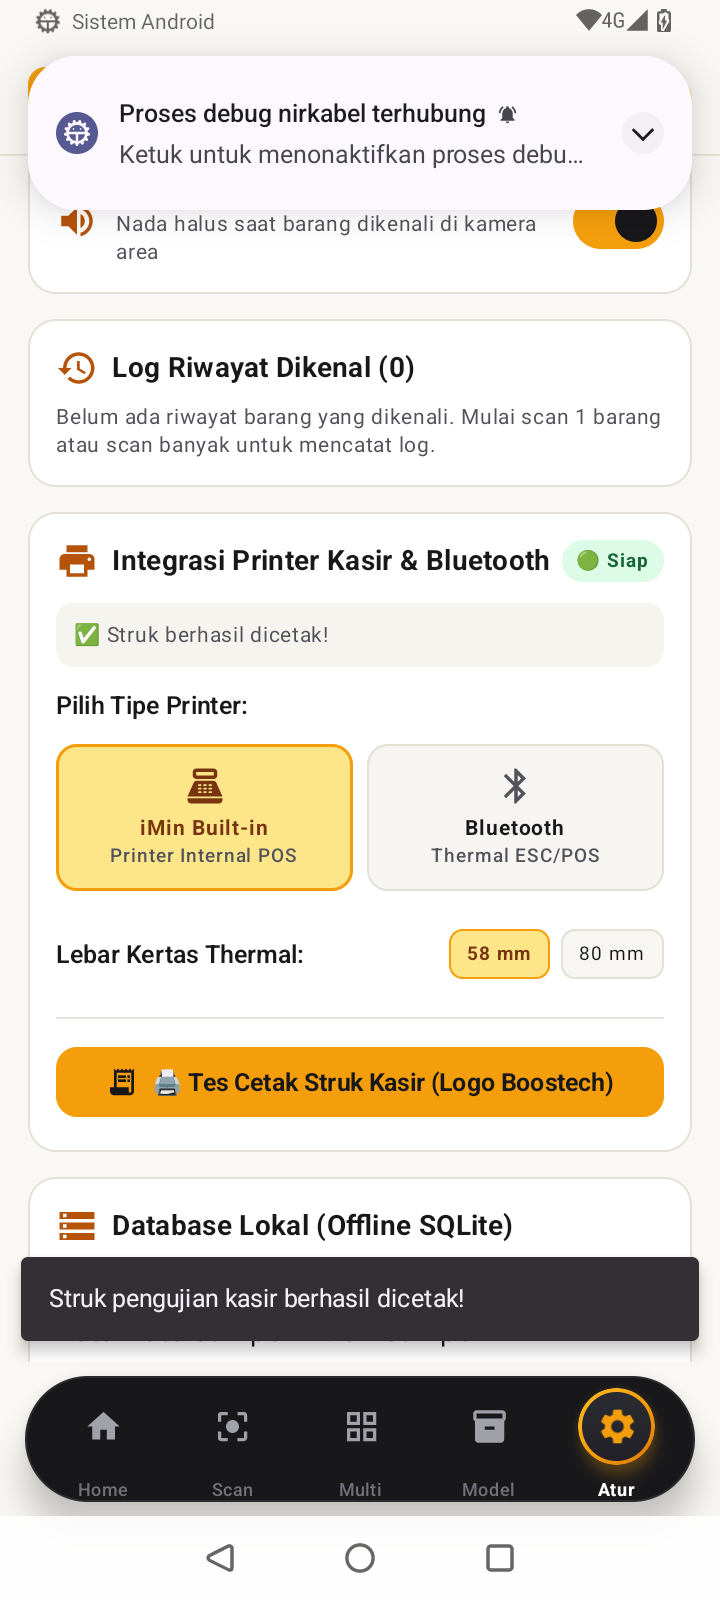 Sistem Android
4G
Proses debug nirkabel terhubung
Ketuk untuk menonaktifkan proses debu...
Nada halus saat barang dikenali di kamera
area
Log Riwayat Dikenal (0)
Belum ada riwayat barang yang dikenali. Mulai scan 1 barang
atau scan banyak untuk mencatat log.
Integrasi Printer Kasir & Bluetooth
Siap
Struk berhasil dicetak!
Pilih Tipe Printer:
iMin Built-in
Printer Internal POS
Bluetooth
Thermal ESC/POS
Lebar Kertas Thermal:
58 mm
80 mm
Tes Cetak Struk Kasir (Logo Boostech)
Database Lokal (Offline SQLite)
Struk pengujian kasir berhasil dicetak!
Home
Scan
Multi
Model
Atur